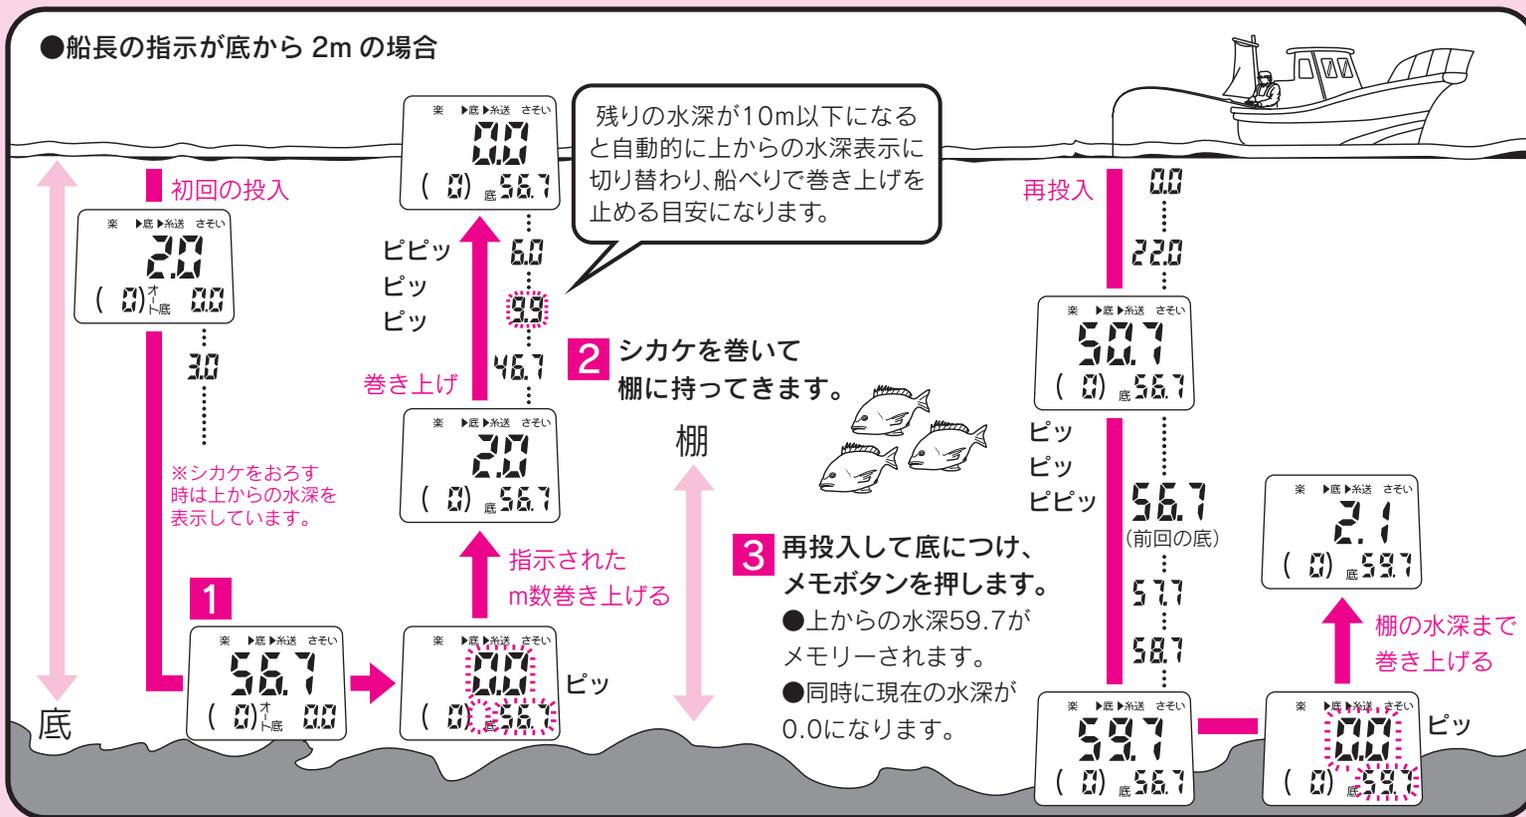 ●船長の指示が底から 2m の場合
初回の投入
楽 ▶底 ▶糸送 さそい
2.0
( 0) オート底 0.0
3.0
※シカケをおろす
時は上からの水深を
表示しています。
1
楽 ▶底 ▶糸送 さそい
56.7
( 0) オート底 0.0
楽 ▶底 ▶糸送 さそい
0.0
( 0) 底 56.7
ピッ
指示された
m数巻き上げる
楽 ▶底 ▶糸送 さそい
2.0
( 0) 底 56.7
巻き上げ
46.7
ピッ
9.9
ピッ
ピピッ
6.0
楽 ▶底 ▶糸送 さそい
0.0
( 0) 底 56.7
残りの水深が10m以下になる
と自動的に上からの水深表示に
切り替わり、船べりで巻き上げを
止める目安になります。
2 シカケを巻いて
棚に持ってきます。
棚
底
3 再投入して底につけ、
メモボタンを押します。
●上からの水深59.7が
メモリーされます。
●同時に現在の水深が
0.0になります。
再投入
0.0
22.0
楽 ▶底 ▶糸送 さそい
50.7
( 0) 底 56.7
ピッ
ピッ
ピピッ
56.7
(前回の底)
57.7
58.7
楽 ▶底 ▶糸送 さそい
59.7
( 0) 底 56.7
楽 ▶底 ▶糸送 さそい
0.0
( 0) 底 59.7
ピッ
棚の水深まで
巻き上げる
楽 ▶底 ▶糸送 さそい
2.1
( 0) 底 59.7